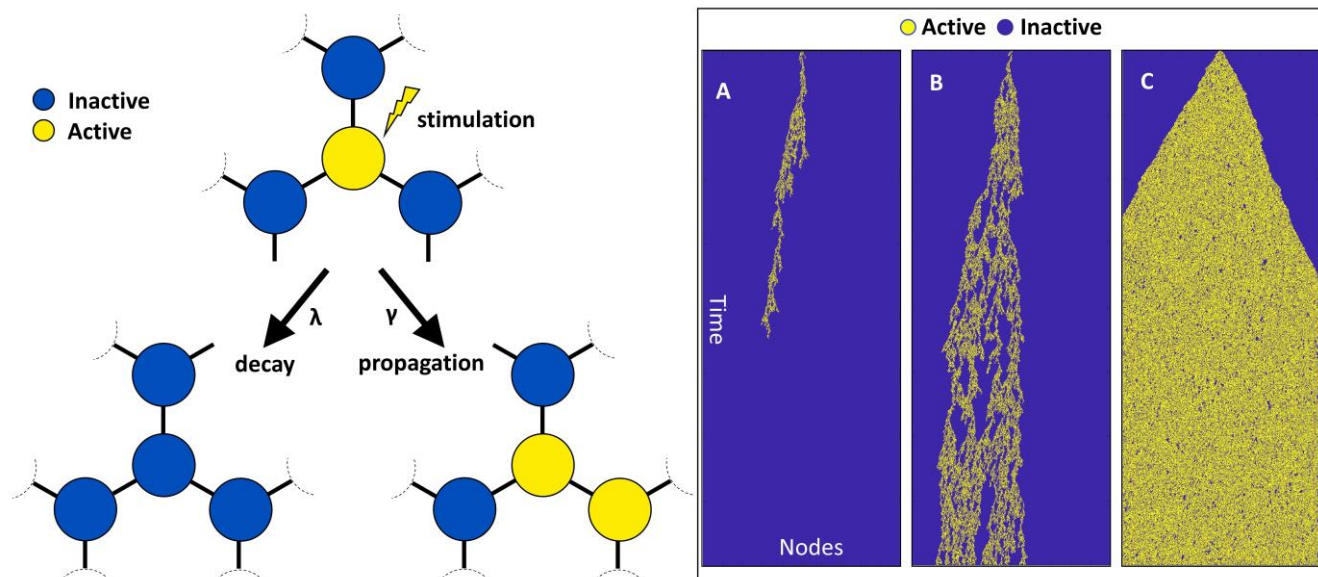 Inactive
Active
stimulation
λ
γ
decay
propagation
Active Inactive
A
B
C
Time
Nodes